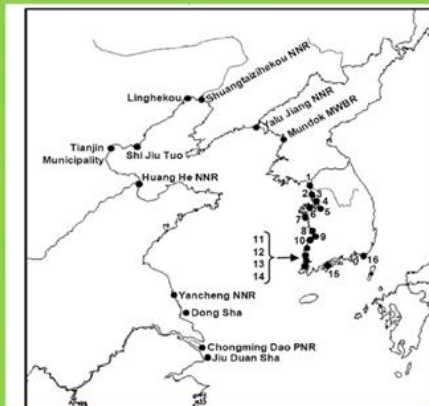 Shuangtaizihekou NNR
Linghekou
Yalu Jiang NNR
Mundok MWBR
Tianjin
Municipality
Shi Jiu Tuo
Huang He NNR
1
2
3
4
5
6
7
8
9
10
11
12
13
14
15
16
Yancheng NNR
Dong Sha
Chongming Dao PNR
Jiu Duan Sha